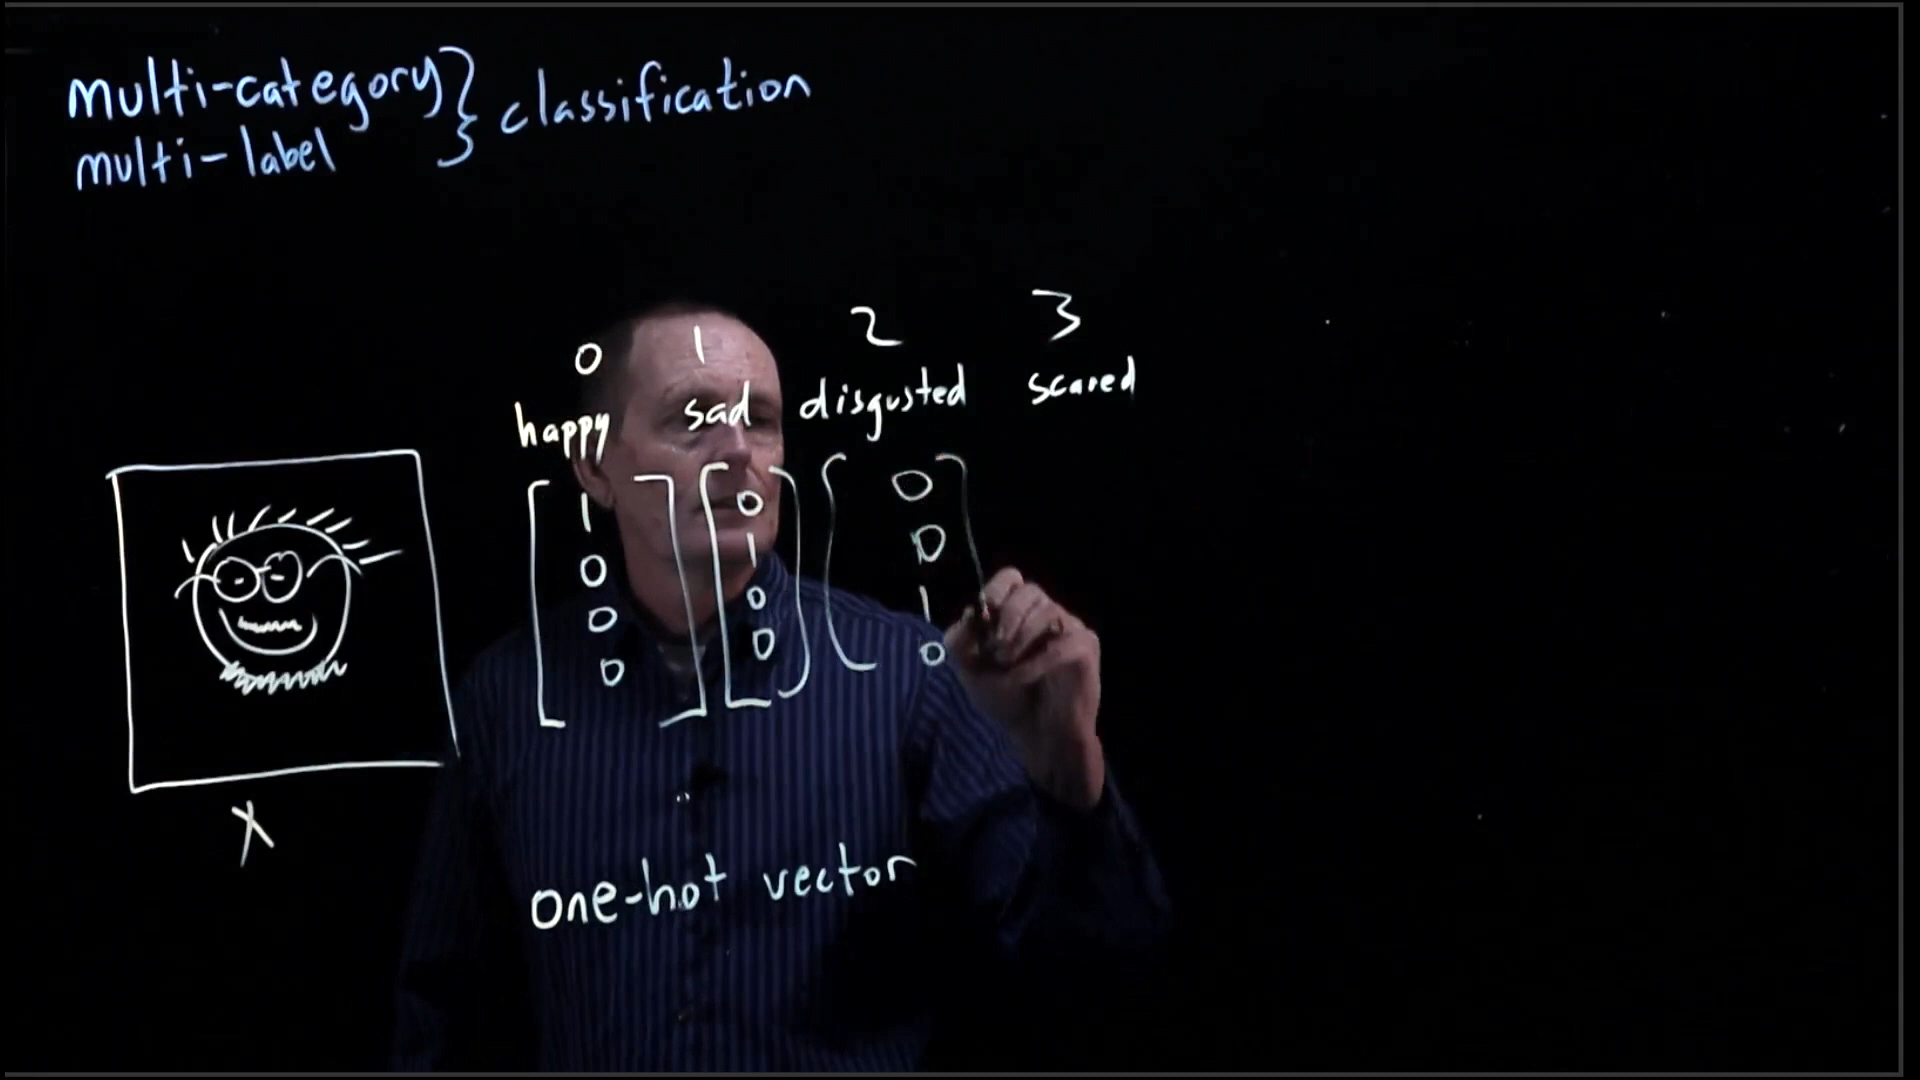 multi-category } classification
multi-label
0 1 2 3
happy sad disgusted scared
1 0 0
0 1 0
0 0 1
0 0 0
X
one-hot vector